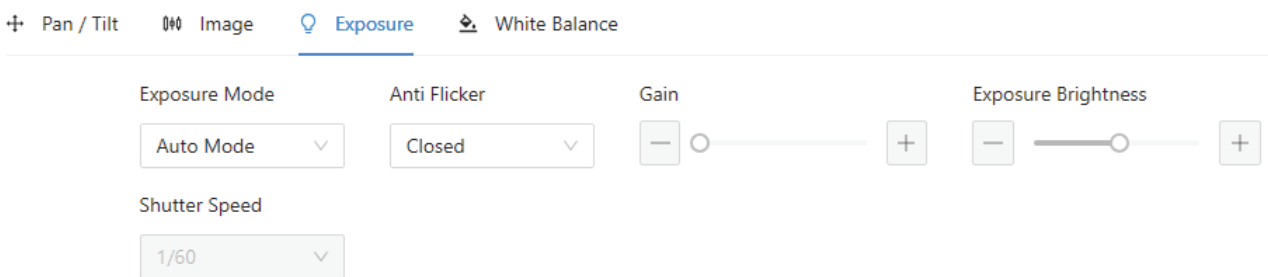 Pan / Tilt Image Exposure White Balance
Exposure Mode Anti Flicker Gain Exposure Brightness
Auto Mode Closed
Shutter Speed
1/60